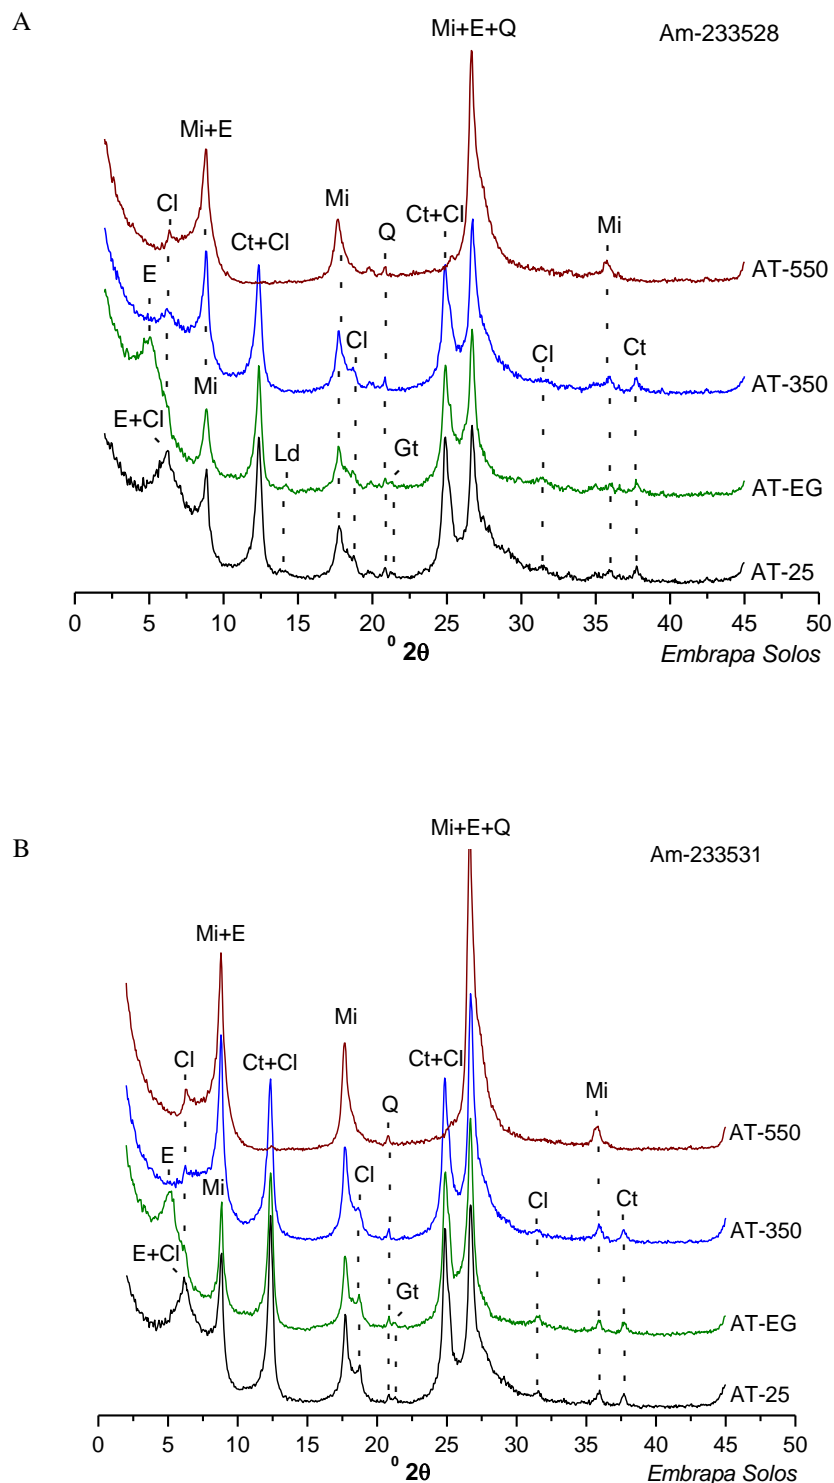 A
Mi+E+Q
Am-233528
Mi+E
Cl
Mi
Ct+Cl
Ct+Cl
Q
Mi
E
AT-550
Cl
Cl
Ct
AT-350
Mi
E+Cl
Ld
Gt
AT-EG
AT-25
0 5 10 15 20 25 30 35 40 45 50
⁰ 2θ
Embrapa Solos
B
Mi+E+Q
Am-233531
Mi+E
Mi
Cl
Ct+Cl
Ct+Cl
Q
Mi
AT-550
E
Mi
Cl
Cl
Ct
AT-350
E+Cl
Gt
AT-EG
AT-25
0 5 10 15 20 25 30 35 40 45 50
⁰ 2θ
Embrapa Solos